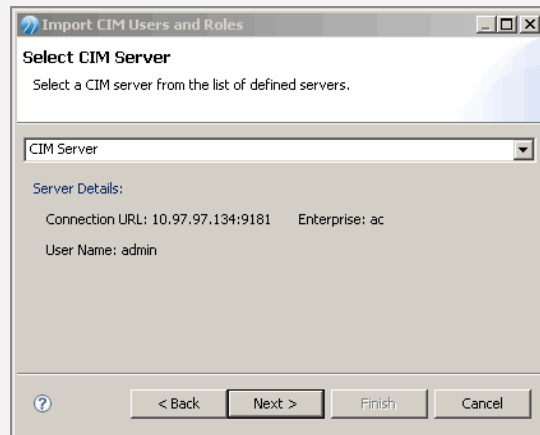 Import CIM Users and Roles
Select CIM Server
Select a CIM server from the list of defined servers.
CIM Server
Server Details:
Connection URL: 10.97.97.134:9181 Enterprise: ac
User Name: admin
? < Back Next > Finish Cancel